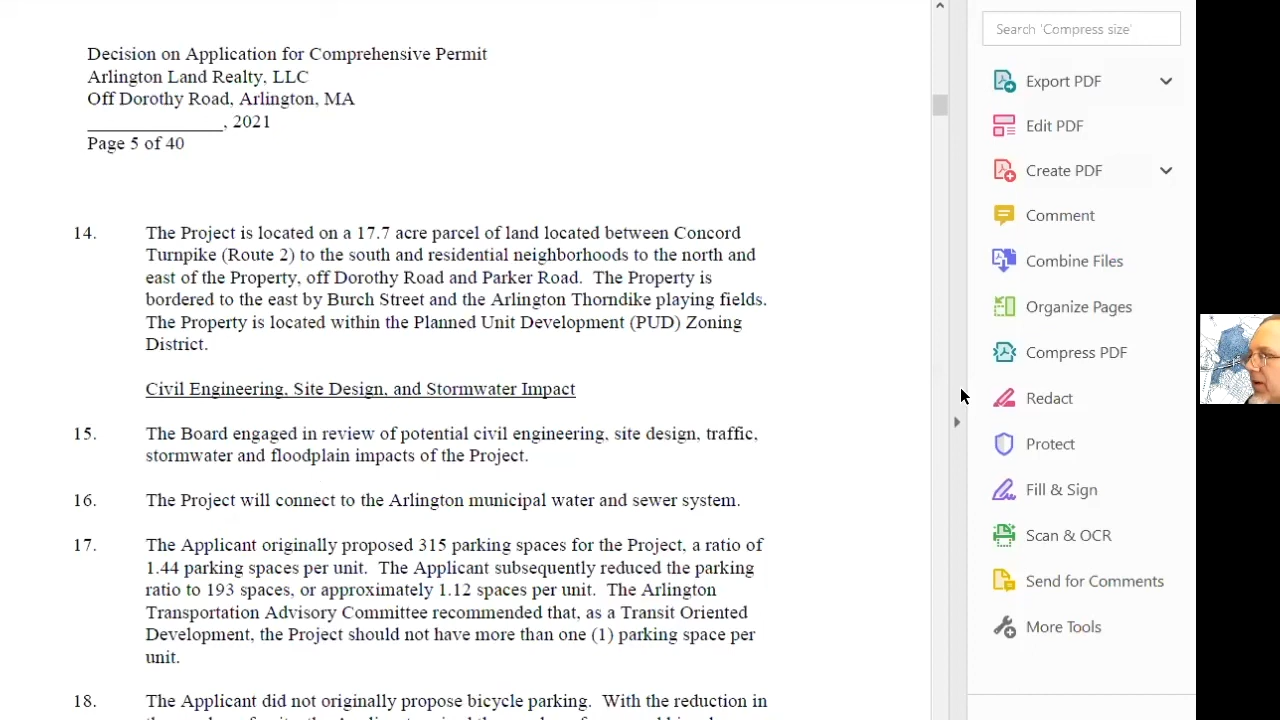 Decision on Application for Comprehensive Permit
Arlington Land Realty, LLC
Off Dorothy Road, Arlington, MA
______________, 2021
Page 5 of 40
14. The Project is located on a 17.7 acre parcel of land located between Concord
Turnpike (Route 2) to the south and residential neighborhoods to the north and
east of the Property, off Dorothy Road and Parker Road. The Property is
bordered to the east by Burch Street and the Arlington Thorndike playing fields.
The Property is located within the Planned Unit Development (PUD) Zoning
District.
Civil Engineering, Site Design, and Stormwater Impact
15. The Board engaged in review of potential civil engineering, site design, traffic,
stormwater and floodplain impacts of the Project.
16. The Project will connect to the Arlington municipal water and sewer system.
17. The Applicant originally proposed 315 parking spaces for the Project, a ratio of
1.44 parking spaces per unit. The Applicant subsequently reduced the parking
ratio to 193 spaces, or approximately 1.12 spaces per unit. The Arlington
Transportation Advisory Committee recommended that, as a Transit Oriented
Development, the Project should not have more than one (1) parking space per
unit.
18. The Applicant did not originally propose bicycle parking. With the reduction in
Search 'Compress size'
Export PDF
Edit PDF
Create PDF
Comment
Combine Files
Organize Pages
Compress PDF
Redact
Protect
Fill & Sign
Scan & OCR
Send for Comments
More Tools